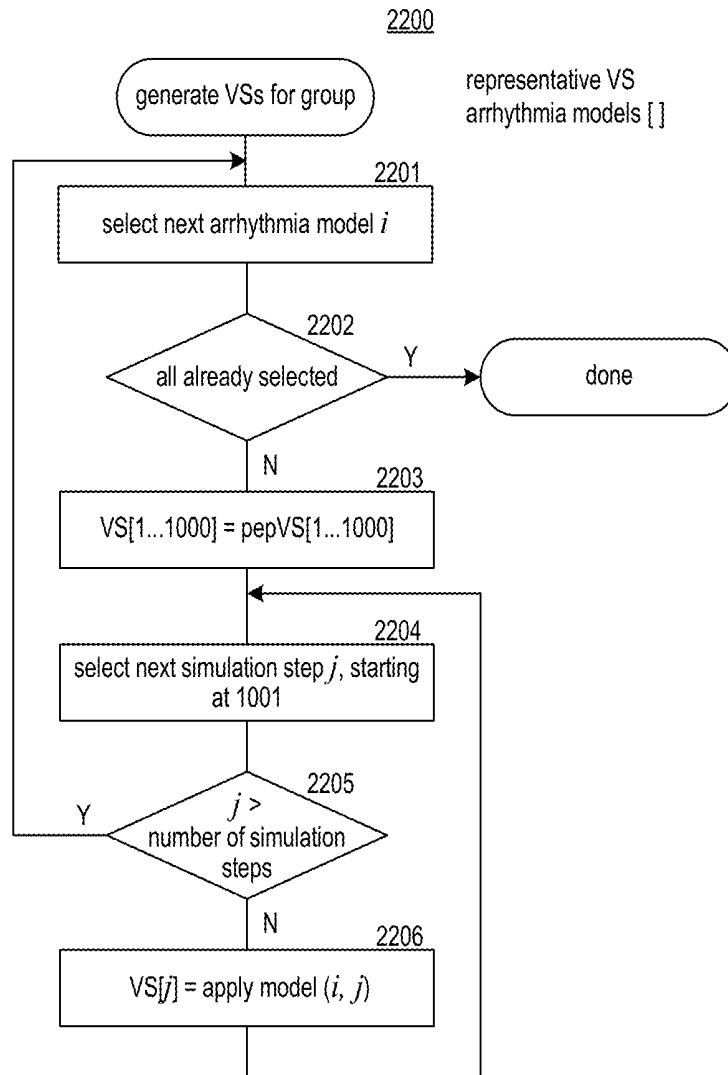 2200
generate VSs for group
representative VS
arrhythmia models [ ]
2201
select next arrhythmia model i
2202
all already selected
Y
done
N
2203
VS[1...1000] = pepVS[1...1000]
2204
select next simulation step j, starting
at 1001
2205
Y
j >
number of simulation
steps
N
2206
VS[j] = apply model (i, j)